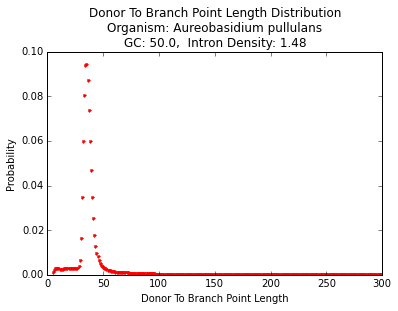 Donor To Branch Point Length Distribution
Organism: Aureobasidium pullulans
GC: 50.0,  Intron Density: 1.48
0.10
0.08
0.06
0.04
0.02
0.00
Probability
0 50 100 150 200 250 300
Donor To Branch Point Length